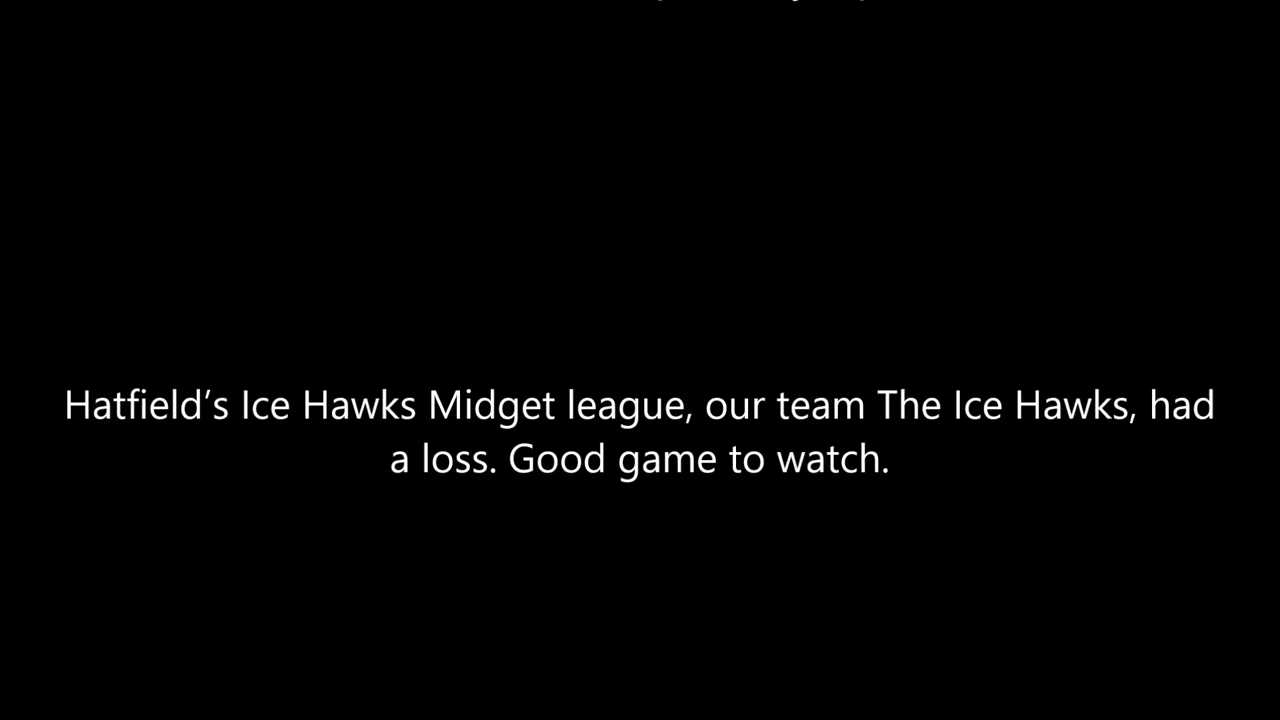 Hatfield’s Ice Hawks Midget league, our team The Ice Hawks, had
a loss. Good game to watch.